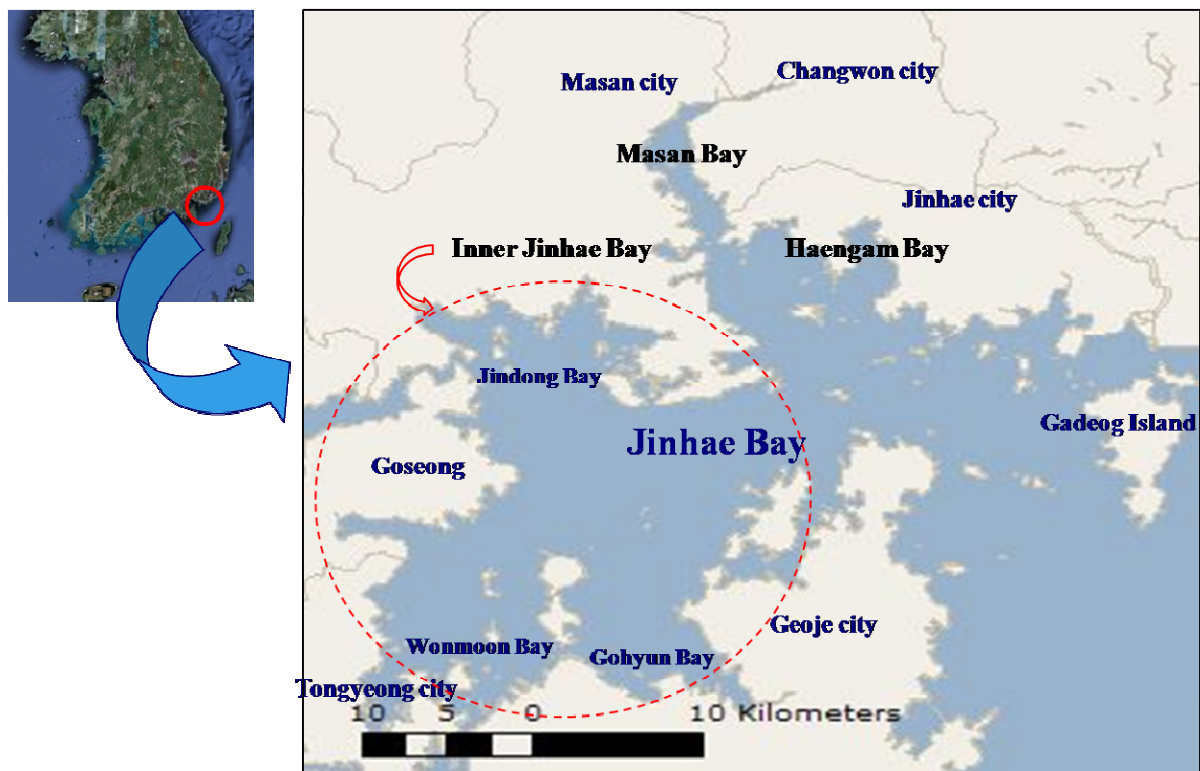 Changwon city
Masan city
Masan Bay
Jinhae city
Inner Jinhae Bay
Haengam Bay
Jindong Bay
Gadeog Island
Jinhae Bay
Goseong
Geoje city
Wonmoon Bay
Gohyun Bay
Tongyeong city
10 5 0 10 Kilometers